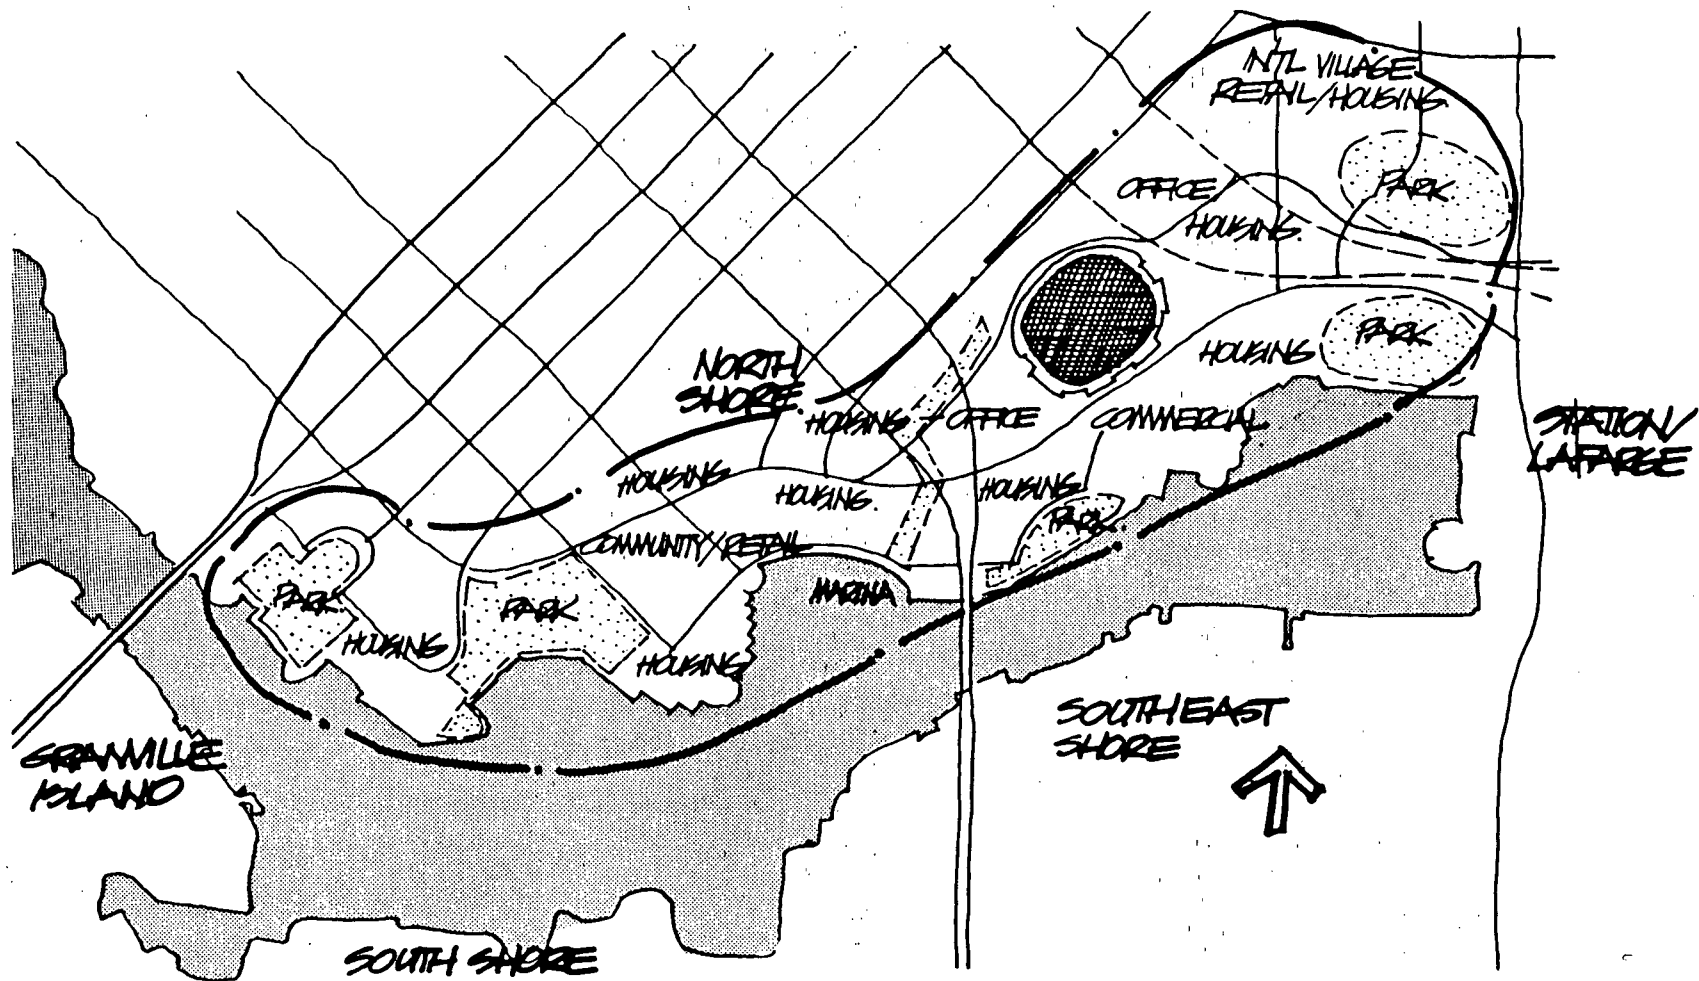 INTL VILLAGE
RETAIL/HOUSING
PARK
OFFICE
HOUSING.
PARK
HOUSING
NORTH
SHORE.
HOUSING
OFFICE
COMMERCIAL
STATION/
LAFARGE
HOUSING
HOUSING.
HOUSING
PARK.
COMMUNITY/RETAIL
MARINA
PARK
PARK
HOUSING
HOUSING
GRANVILLE
ISLAND
SOUTHEAST
SHORE
SOUTH SHORE